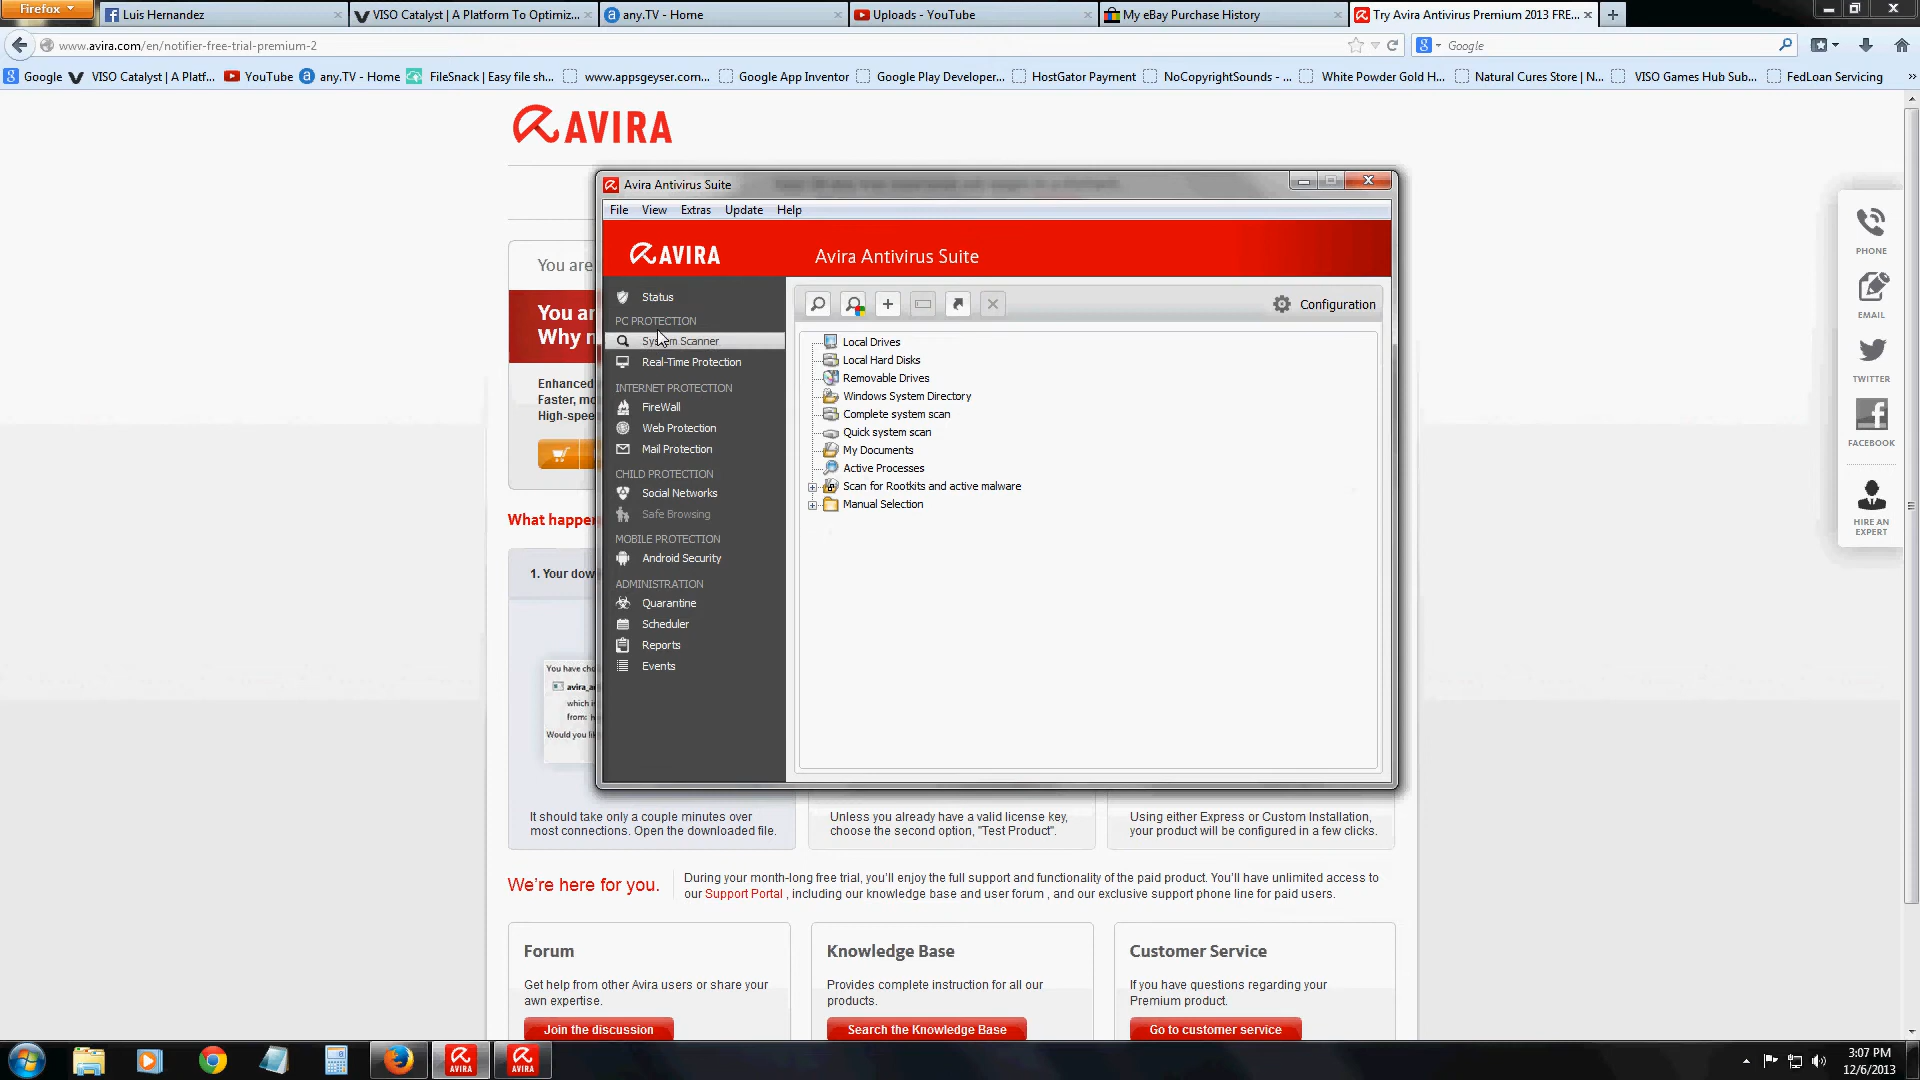 Firefox
Luis Hernandez
VISO Catalyst | A Platform To Optimiz...
any.TV - Home
Uploads - YouTube
My eBay Purchase History
Try Avira Antivirus Premium 2013 FRE...
www.avira.com/en/notifier-free-trial-premium-2
Google
Google
VISO Catalyst | A Platf...
YouTube
any.TV - Home
FileSnack | Easy file sh...
www.appsgeyser.com...
Google App Inventor
Google Play Developer...
HostGator Payment
NoCopyrightSounds - ...
White Powder Gold H...
Natural Cures Store | N...
VISO Games Hub Sub...
FedLoan Servicing
AVIRA
Avira Antivirus Suite
File View Extras Update Help
AVIRA
Avira Antivirus Suite
Status
PC PROTECTION
System Scanner
Real-Time Protection
INTERNET PROTECTION
FireWall
Web Protection
Mail Protection
CHILD PROTECTION
Social Networks
Safe Browsing
MOBILE PROTECTION
Android Security
ADMINISTRATION
Quarantine
Scheduler
Reports
Events
Configuration
Local Drives
Local Hard Disks
Removable Drives
Windows System Directory
Complete system scan
Quick system scan
My Documents
Active Processes
Scan for Rootkits and active malware
Manual Selection
You are
You ar
Why n
Enhanced
Faster, mo
High-spee
What happen
1. Your dow
You have cho
avira_a
which is
from: h
Would you lik
It should take only a couple minutes over
most connections. Open the downloaded file.
Unless you already have a valid license key,
choose the second option, "Test Product".
Using either Express or Custom Installation,
your product will be configured in a few clicks.
We're here for you.
During your month-long free trial, you'll enjoy the full support and functionality of the paid product. You'll have unlimited access to
our Support Portal , including our knowledge base and user forum , and our exclusive support phone line for paid users.
Forum
Get help from other Avira users or share your
own expertise.
Join the discussion
Knowledge Base
Provides complete instruction for all our
products.
Search the Knowledge Base
Customer Service
If you have questions regarding your
Premium product.
Go to customer service
PHONE
EMAIL
TWITTER
FACEBOOK
HIRE AN
EXPERT
AVIRA
AVIRA
3:07 PM
12/6/2013